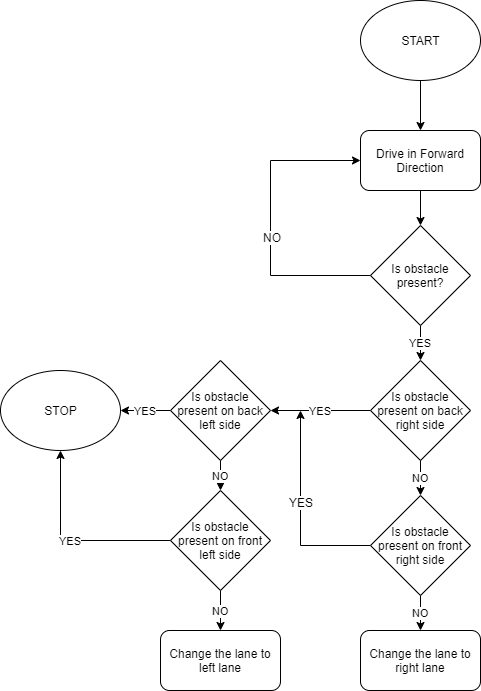 START
Drive in Forward
Direction
NO
Is obstacle
present?
YES
Is obstacle
present on back
right side
YES
Is obstacle
present on back
left side
YES
STOP
NO
NO
Is obstacle
present on front
right side
YES
Is obstacle
present on front
left side
YES
NO
NO
Change the lane to
left lane
Change the lane to
right lane